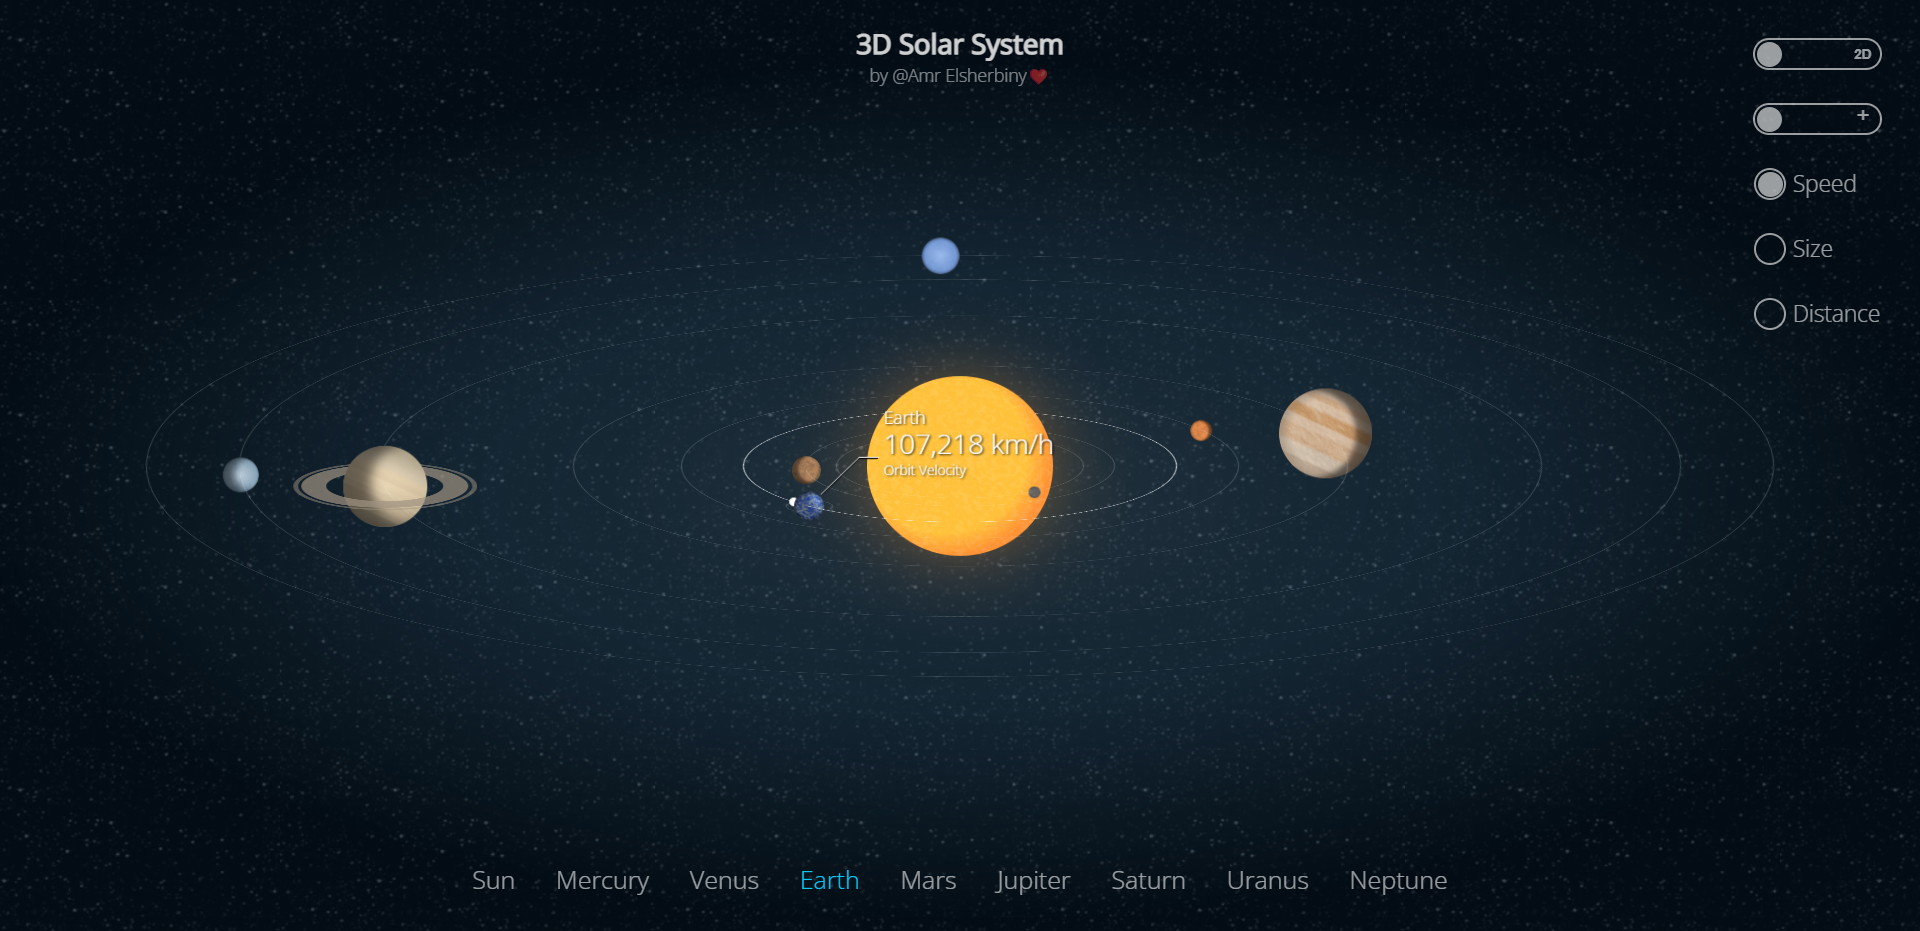 3D Solar System
by @Amr Elsherbiny
2D
+
Speed
Size
Distance
Earth
107,218 km/h
Orbit Velocity
Sun Mercury Venus Earth Mars Jupiter Saturn Uranus Neptune